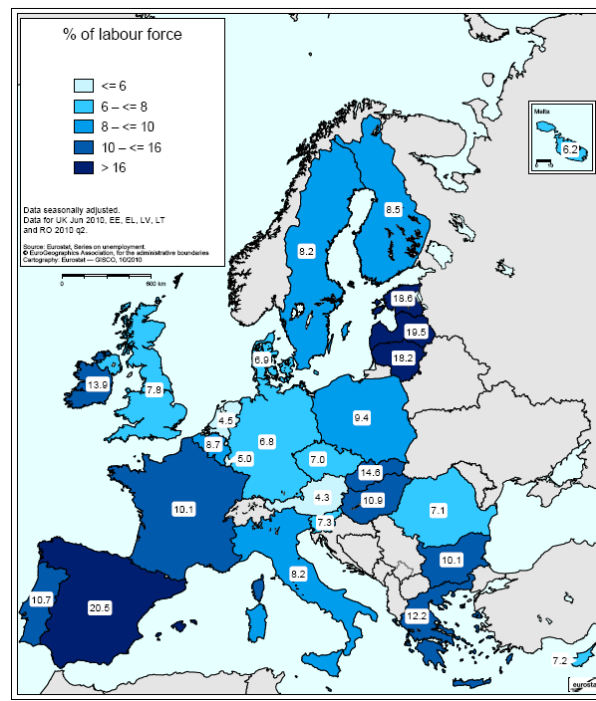 % of labour force
<= 6
6 – <= 8
8 – <= 10
10 – <= 16
> 16
Data seasonally adjusted.
Data for UK Jun 2010, EE, EL, LV, LT
and RO 2010 q2.
Source: Eurostat, Series on unemployment.
© EuroGeographics Association, for the administrative boundaries
Cartography: Eurostat — GISCO, 10/2010
0 600 km
Malta
6.2
8.5
8.2
18.6
19.5
18.2
6.9
13.9
7.8
4.5
9.4
8.7
6.8
5.0
7.0
14.6
4.3
10.9
7.1
7.3
10.1
10.1
8.2
10.7
20.5
12.2
7.2
eurostat